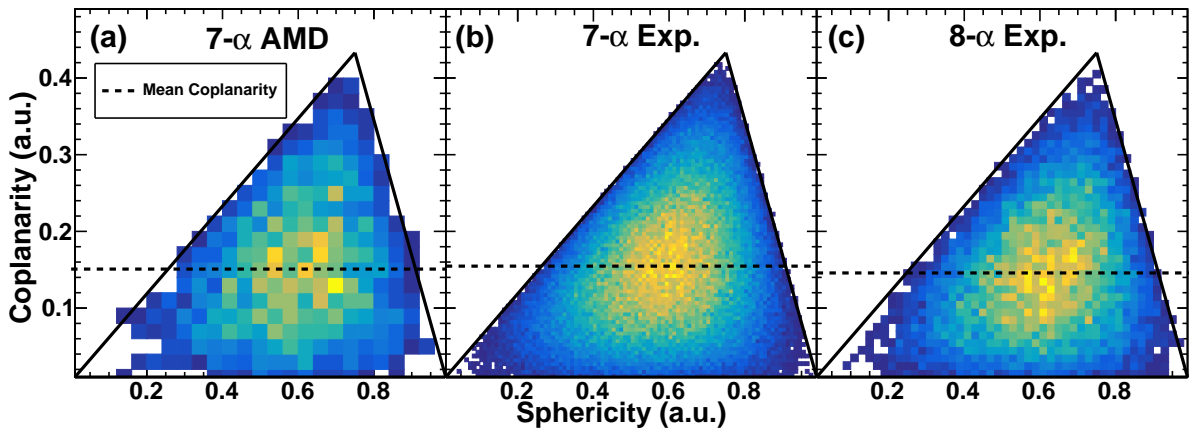 (a) 7-α AMD
(b) 7-α Exp.
(c) 8-α Exp.
Mean Coplanarity
Coplanarity (a.u.)
0.4
0.3
0.2
0.1
0.2 0.4 0.6 0.8
0.2 0.4 0.6 0.8
0.2 0.4 0.6 0.8
Sphericity (a.u.)